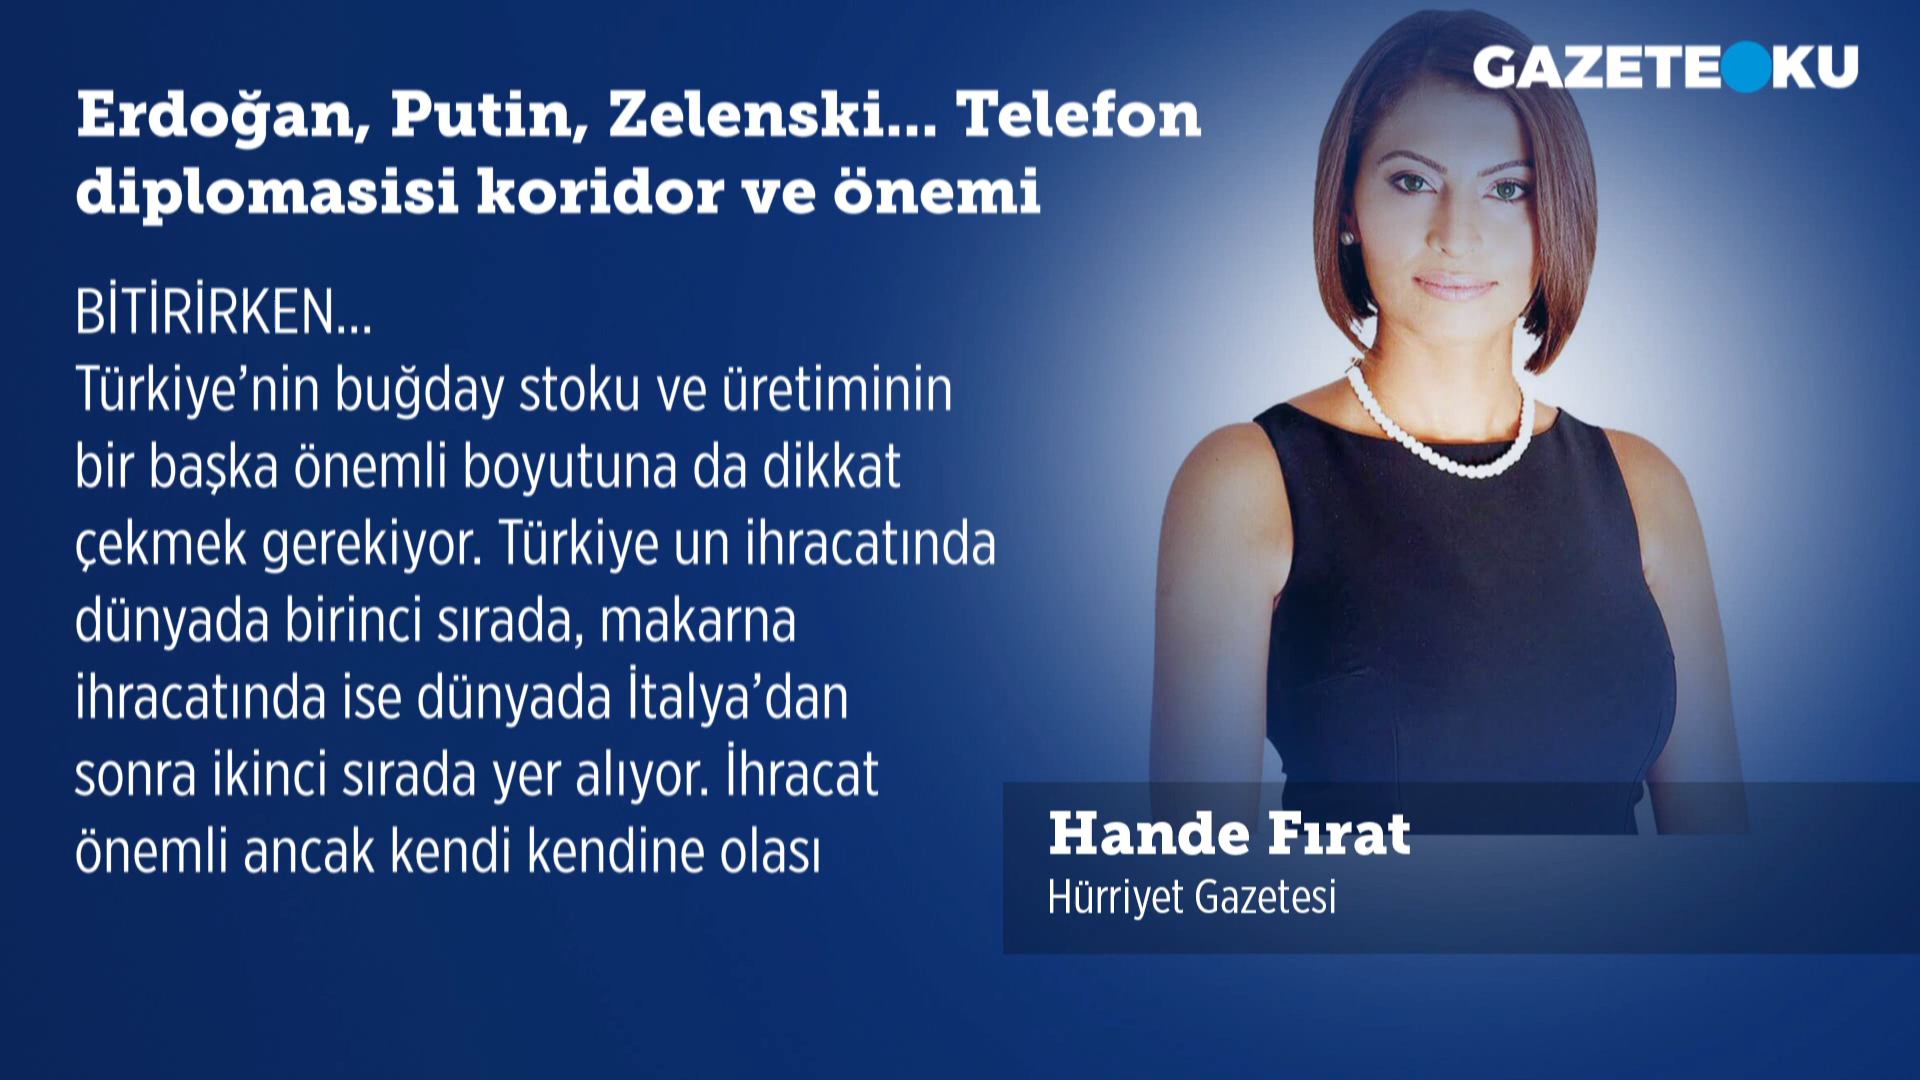 GAZETEOKU
Erdoğan, Putin, Zelenski... Telefon
diplomasisi koridor ve önemi
BİTİRİRKEN...
Türkiye’nin buğday stoku ve üretiminin
bir başka önemli boyutuna da dikkat
çekmek gerekiyor. Türkiye un ihracatında
dünyada birinci sırada, makarna
ihracatında ise dünyada İtalya’dan
sonra ikinci sırada yer alıyor. İhracat
önemli ancak kendi kendine olası
Hande Fırat
Hürriyet Gazetesi